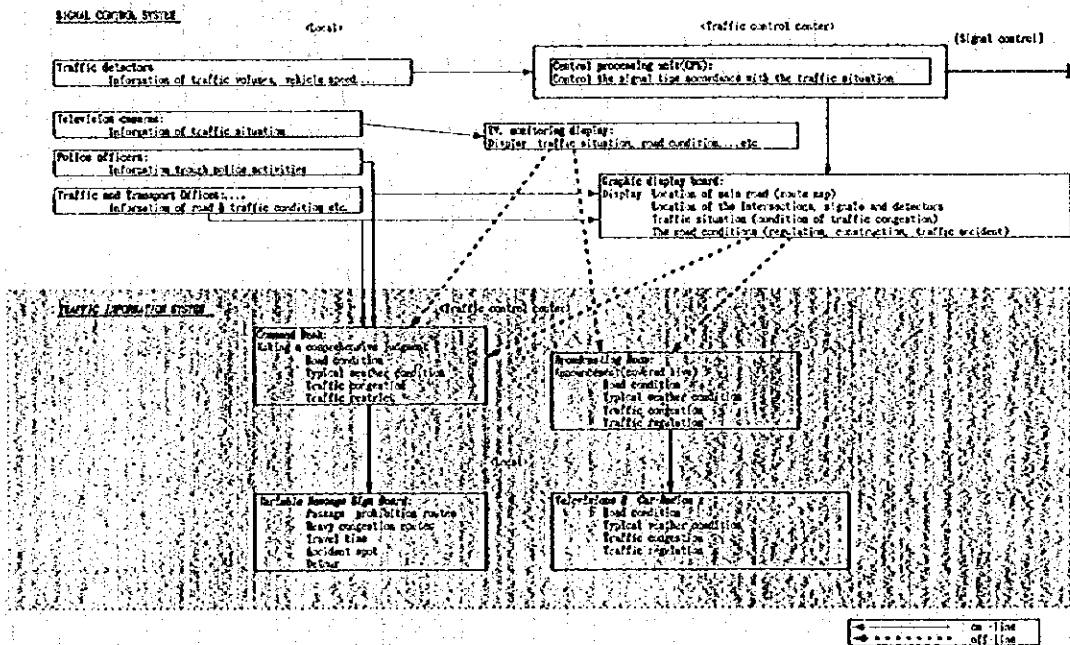 SIGNAL CONTROL SYSTEM
<Local>
<Traffic control center>
[Signal control]
Traffic detectors
Information of traffic volumes, vehicle speed...
Control processing unit(CPU):
Control the signal time accordance with the traffic situation
Television cameras:
Information of traffic situation
TV. monitoring display:
Display traffic situation, road condition....etc
Police officers:
Information trough police activities
Traffic and Transport Offices:...
Information of road & traffic condition etc.
Graphic display board:
Display Location of main road (route map)
Location of the Intersections, signals and detectors
Traffic situation (condition of traffic congestion)
The road conditions (regulation, construction, traffic accident)
TRAFFIC INFORMATION SYSTEM
<Traffic control center>
Command Desk:
a comprehensive judgment
Road condition
Typical weather condition
Traffic congestion
Traffic restrict
Broadcasting Room:
Road condition
Typical weather condition
Traffic congestion
Traffic regulation
<Local>
Variable Message Sign Board:
Passage prohibition routes
Heavy congestion routes
Travel time
Accident spot
Detour
Televisions & Car-Radios
Road condition
Typical weather condition
Traffic congestion
Traffic regulation
: on-line
: off-line